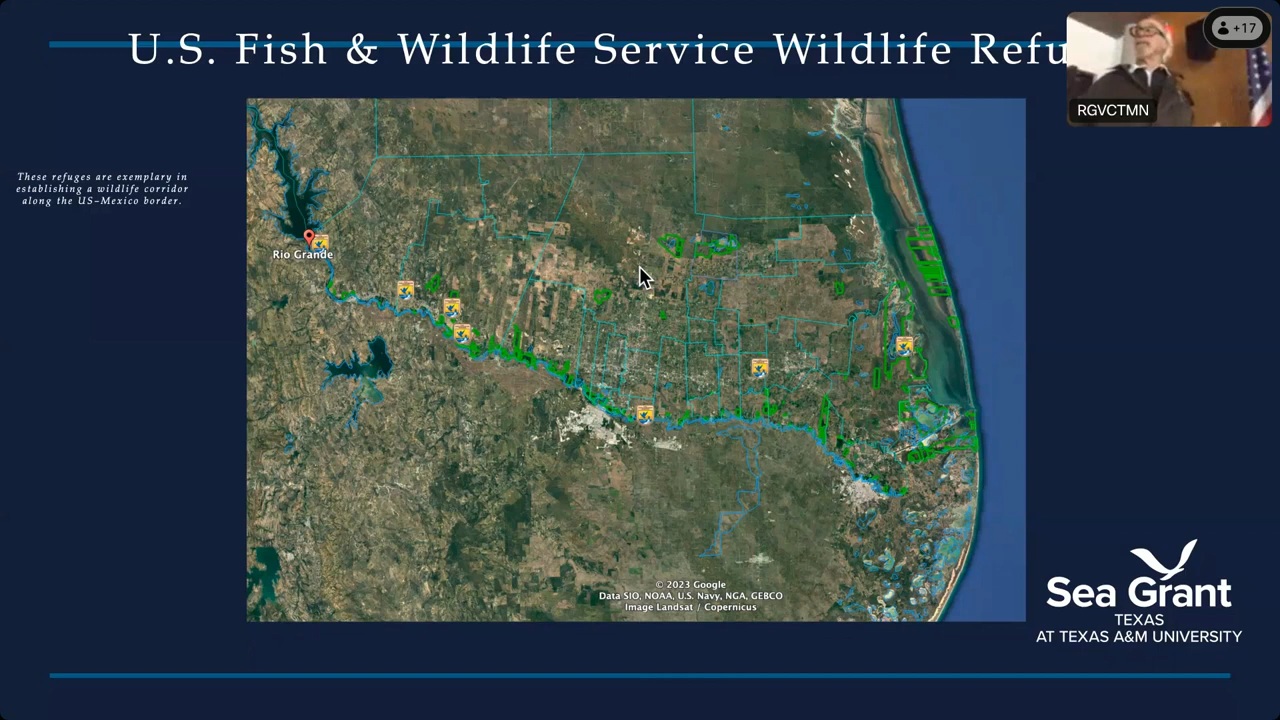 U.S. Fish & Wildlife Service Wildlife Refu
+17
RGVCTMN
These refuges are exemplary in
establishing a wildlife corridor
along the US–Mexico border.
Rio Grande
© 2023 Google
Data SIO, NOAA, U.S. Navy, NGA, GEBCO
Image Landsat / Copernicus
Sea Grant
TEXAS
AT TEXAS A&M UNIVERSITY